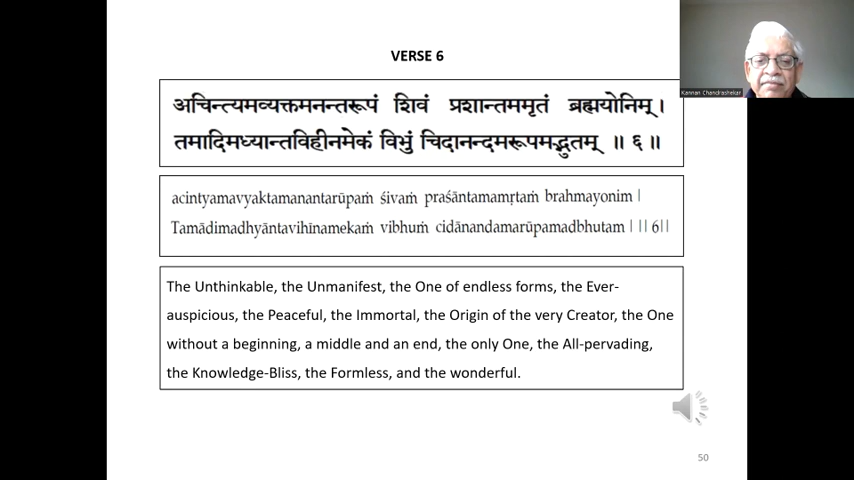 VERSE 6
Kannan Chandrashekar
अचिन्त्यमव्यक्तमनन्तरूपं शिवं प्रशान्तममृतं ब्रह्मयोनिम्।
तमादिमध्यान्तविहीनमेकं विभुं चिदानन्दमरूपमद्भुतम् ॥ ६ ॥
acintyamavyaktamanantarūpaṁ śivaṁ praśāntamamṛtaṁ brahmayonim |
Tamādimadhyāntavihīnamekaṁ vibhuṁ cidānandamarūpamadbhutam | || 6||
The Unthinkable, the Unmanifest, the One of endless forms, the Ever-
auspicious, the Peaceful, the Immortal, the Origin of the very Creator, the One
without a beginning, a middle and an end, the only One, the All-pervading,
the Knowledge-Bliss, the Formless, and the wonderful.
50